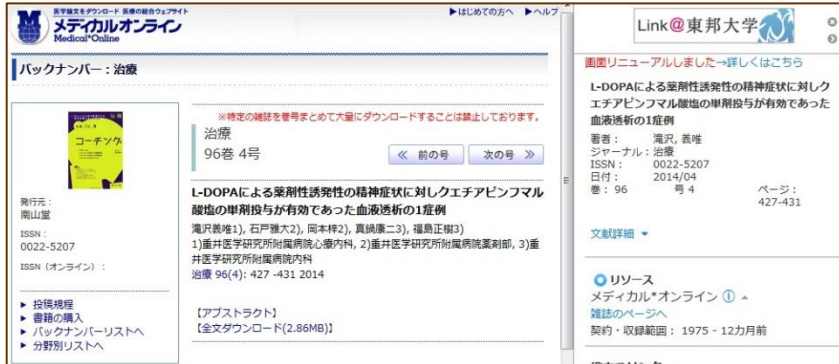 医学論文をダウンロード 医療の総合ウェブサイト
メディカルオンライン
Medical*Online
▶はじめての方へ ▶ヘルプ
バックナンバー：治療
コーチング
発行元：
南山堂
ISSN：
0022-5207
ISSN（オンライン）：
▶ 投稿規程
▶ 書籍の購入
▶ バックナンバーリストへ
▶ 分野別リストへ
※特定の雑誌を巻号まとめて大量にダウンロードすることは禁止しております。
治療
96巻 4号
≪ 前の号
次の号 ≫
L-DOPAによる薬剤性誘発性の精神症状に対しクエチアピンフマル
酸塩の単剤投与が有効であった血液透析の1症例
滝沢義唯1), 石戸雅大2), 岡本梓2), 真鍋康二3), 福島正樹3)
1)重井医学研究所附属病院心療内科, 2)重井医学研究所附属病院薬剤部, 3)重
井医学研究所附属病院内科
治療 96(4): 427 -431 2014
【アブストラクト】
【全文ダウンロード(2.86MB)】
Link@東邦大学
画面リニューアルしました→詳しくはこちら
L-DOPAによる薬剤性誘発性の精神症状に対しク
エチアピンフマル酸塩の単剤投与が有効であった
血液透析の1症例
著者： 滝沢, 義唯
ジャーナル：治療
ISSN： 0022-5207
日付： 2014/04
巻：96 号 4 ページ：
427-431
文献詳細 ▼
リソース
メディカル*オンライン
雑誌のページへ
契約・収録範囲： 1975 - 12カ月前